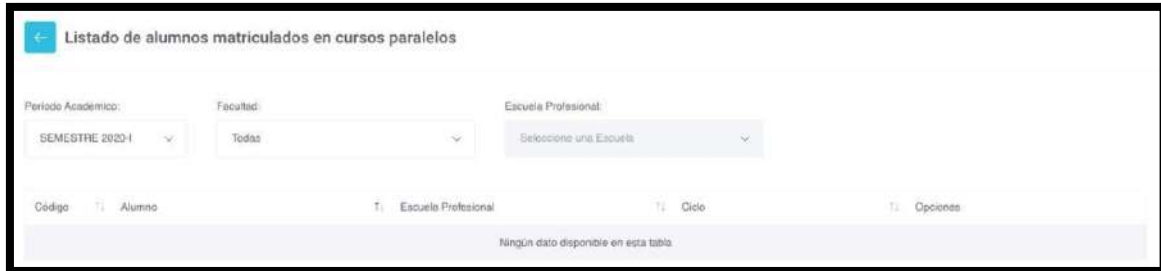 Listado de alumnos matriculados en cursos paralelos
Periodo Académico: Facultad: Escuela Profesional:
SEMESTRE 2020-I Todas Seleccione una Escuela
Código Alumno Escuela Profesional Ciclo Opciones
Ningún dato disponible en esta tabla